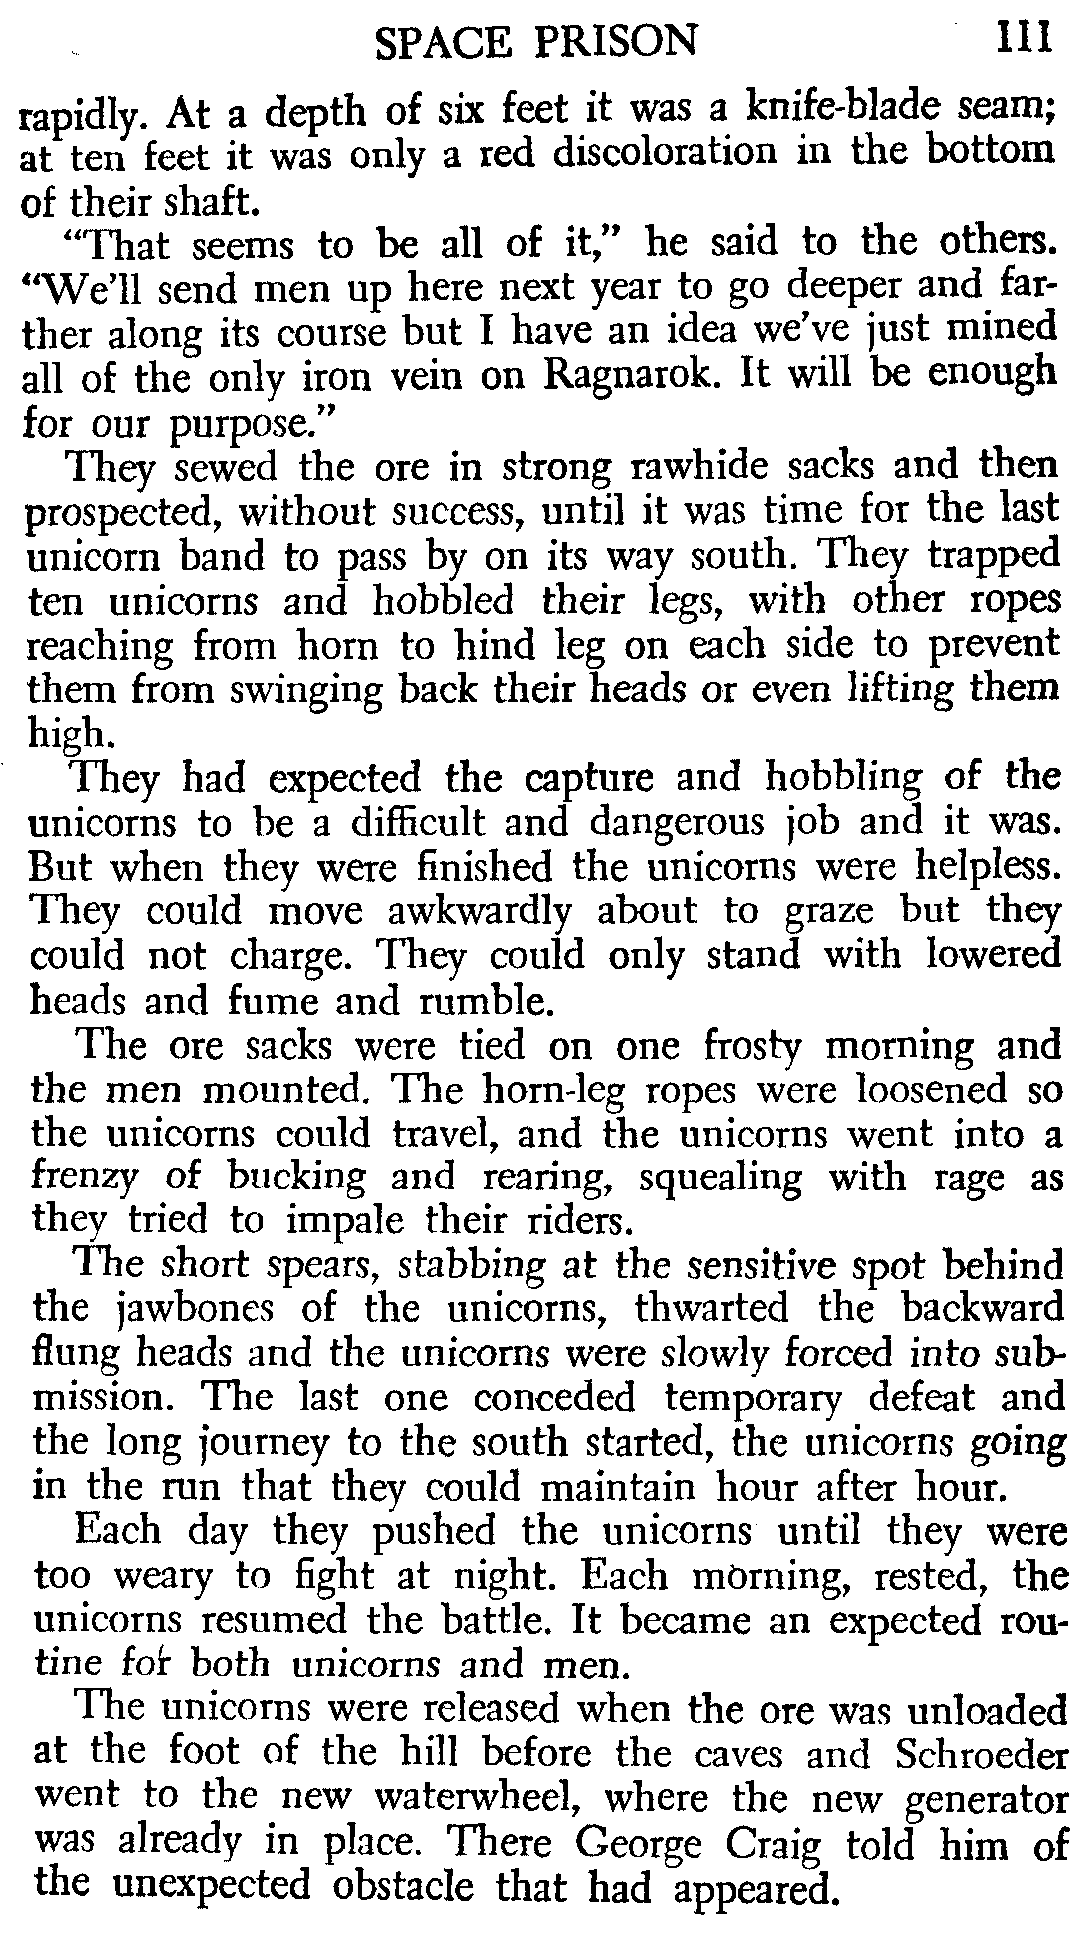 SPACE PRISON 111
rapidly. At a depth of six feet it was a knife-blade seam;
at ten feet it was only a red discoloration in the bottom
of their shaft.
“That seems to be all of it,” he said to the others.
“We’ll send men up here next year to go deeper and far-
ther along its course but I have an idea we’ve just mined
all of the only iron vein on Ragnarok. It will be enough
for our purpose.”
They sewed the ore in strong rawhide sacks and then
prospected, without success, until it was time for the last
unicorn band to pass by on its way south. They trapped
ten unicorns and hobbled their legs, with other ropes
reaching from horn to hind leg on each side to prevent
them from swinging back their heads or even lifting them
high.
They had expected the capture and hobbling of the
unicorns to be a difficult and dangerous job and it was.
But when they were finished the unicorns were helpless.
They could move awkwardly about to graze but they
could not charge. They could only stand with lowered
heads and fume and rumble.
The ore sacks were tied on one frosty morning and
the men mounted. The horn-leg ropes were loosened so
the unicorns could travel, and the unicorns went into a
frenzy of bucking and rearing, squealing with rage as
they tried to impale their riders.
The short spears, stabbing at the sensitive spot behind
the jawbones of the unicorns, thwarted the backward
flung heads and the unicorns were slowly forced into sub-
mission. The last one conceded temporary defeat and
the long journey to the south started, the unicorns going
in the run that they could maintain hour after hour.
Each day they pushed the unicorns until they were
too weary to fight at night. Each morning, rested, the
unicorns resumed the battle. It became an expected rou-
tine for both unicorns and men.
The unicorns were released when the ore was unloaded
at the foot of the hill before the caves and Schroeder
went to the new waterwheel, where the new generator
was already in place. There George Craig told him of
the unexpected obstacle that had appeared.